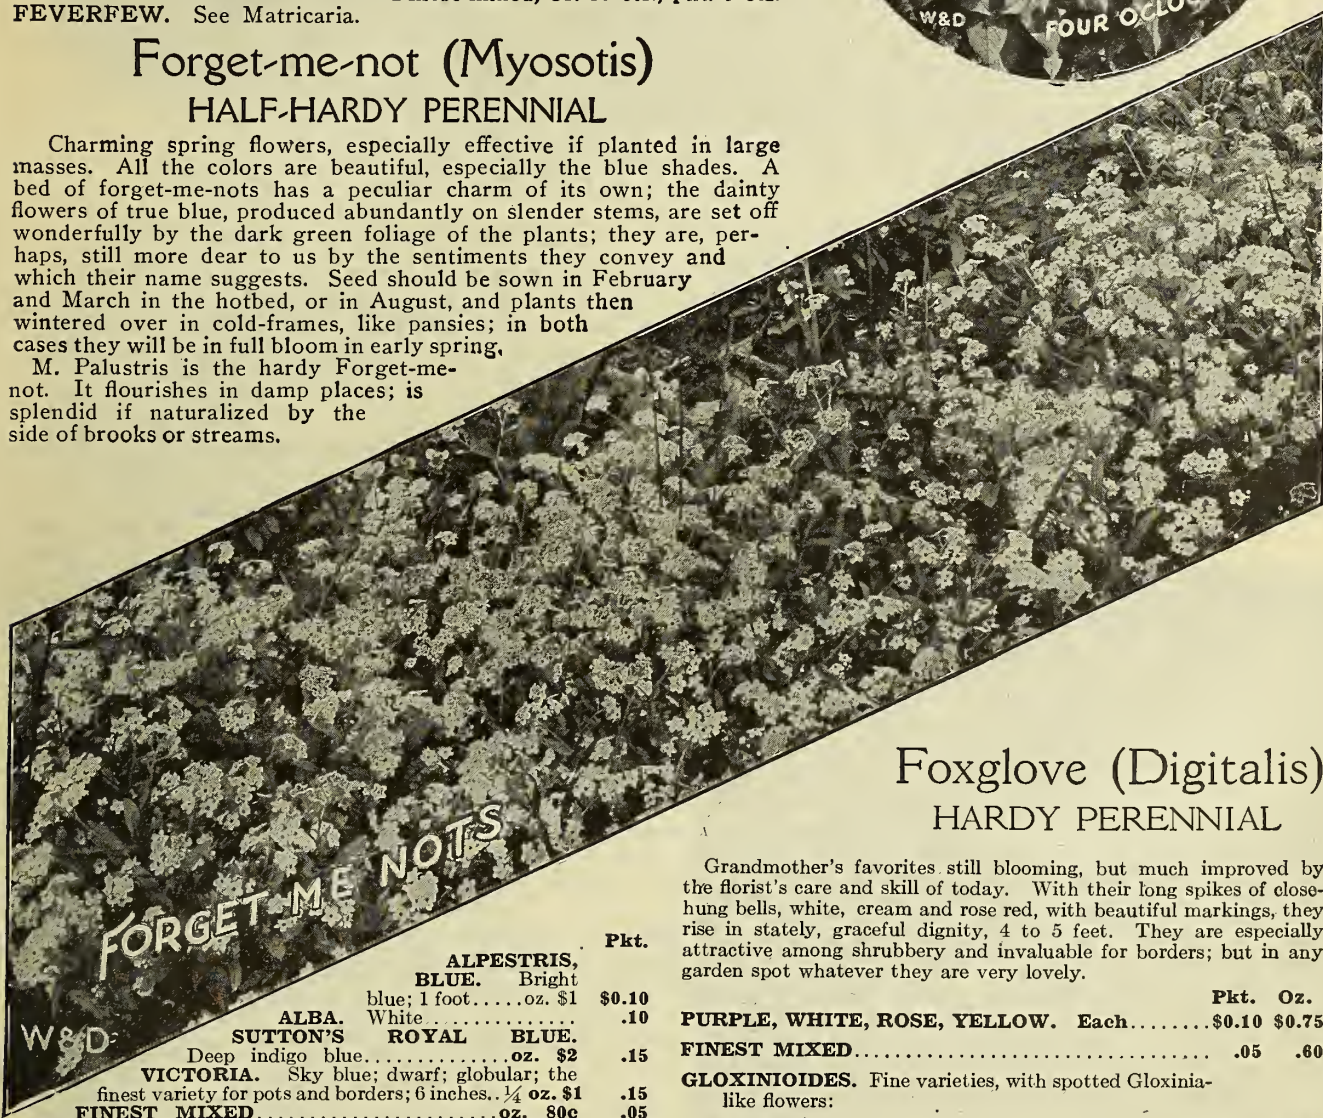 FEVERFEW. See Matricaria.
W&D
FOUR O'CLO
Forget-me-not (Myosotis)
HALF-HARDY PERENNIAL
Charming spring flowers, especially effective if planted in large
masses. All the colors are beautiful, especially the blue shades. A
bed of forget-me-nots has a peculiar charm of its own; the dainty
flowers of true blue, produced abundantly on slender stems, are set off
wonderfully by the dark green foliage of the plants; they are, per-
haps, still more dear to us by the sentiments they convey and
which their name suggests. Seed should be sown in February
and March in the hotbed, or in August, and plants then
wintered over in cold-frames, like pansies; in both
cases they will be in full bloom in early spring.
M. Palustris is the hardy Forget-me-
not. It flourishes in damp places; is
splendid if naturalized by the
side of brooks or streams.
FORGET-ME NOTS
W&D
Pkt.
ALPESTRIS,
BLUE. Bright
blue; 1 foot.....oz. $1 $0.10
ALBA. White............... .10
SUTTON'S ROYAL BLUE.
Deep indigo blue..............oz. $2 .15
VICTORIA. Sky blue; dwarf; globular; the
finest variety for pots and borders; 6 inches..¼ oz. $1 .15
FINEST MIXED........................oz. 80c .05
Foxglove (Digitalis)
HARDY PERENNIAL
Grandmother's favorites still blooming, but much improved by
the florist's care and skill of today. With their long spikes of close-
hung bells, white, cream and rose red, with beautiful markings, they
rise in stately, graceful dignity, 4 to 5 feet. They are especially
attractive among shrubbery and invaluable for borders; but in any
garden spot whatever they are very lovely.
Pkt. Oz.
PURPLE, WHITE, ROSE, YELLOW. Each........$0.10 $0.75
FINEST MIXED................................... .05 .60
GLOXINIOIDES. Fine varieties, with spotted Gloxinia-
like flowers: